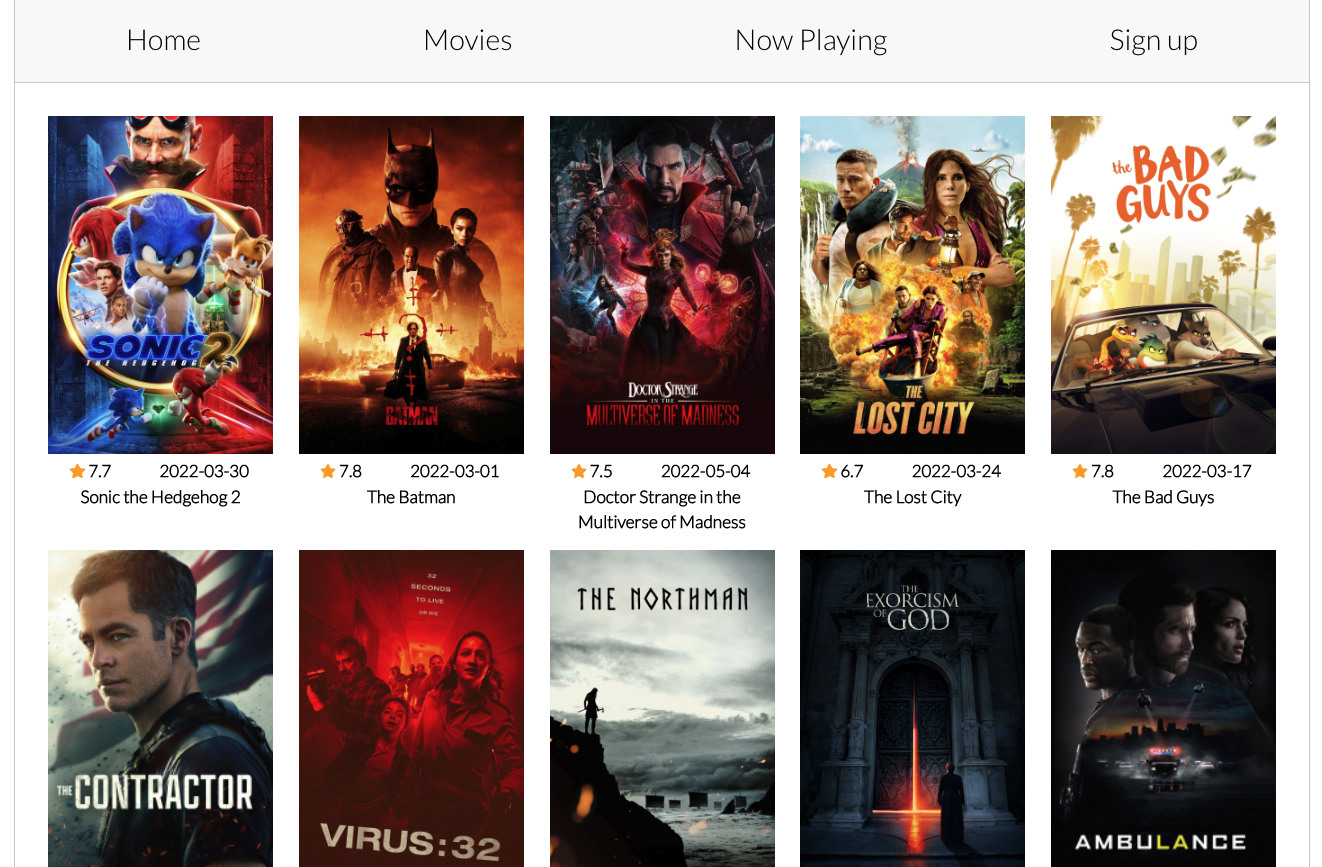 Home Movies Now Playing Sign up
SONIC 2
THE HEDGEHOG
THE
BATMAN
DOCTOR STRANGE
IN THE
MULTIVERSE OF MADNESS
THE
LOST CITY
the BAD
GUYS
7.7 2022-03-30
Sonic the Hedgehog 2
7.8 2022-03-01
The Batman
7.5 2022-05-04
Doctor Strange in the
Multiverse of Madness
6.7 2022-03-24
The Lost City
7.8 2022-03-17
The Bad Guys
THE CONTRACTOR
32
SECONDS
TO LIVE
OR DIE
VIRUS:32
THE NORTHMAN
THE
EXORCISM
OF GOD
AMBULANCE